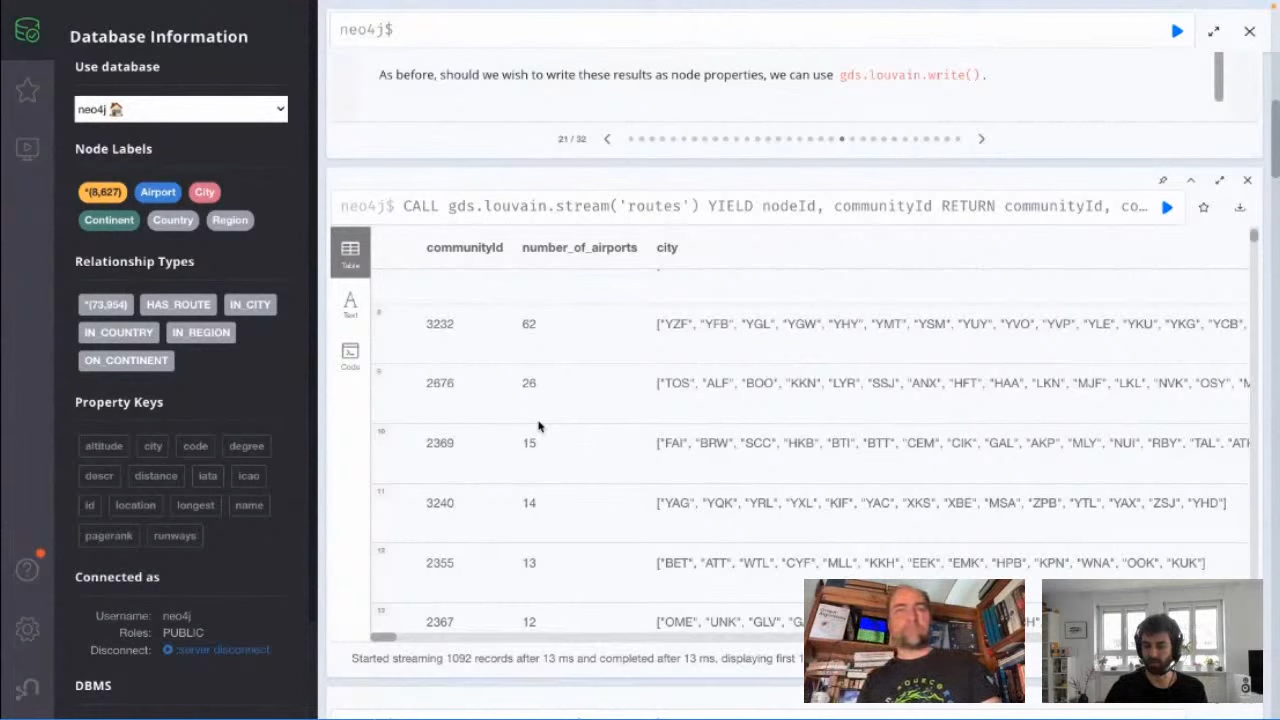 neo4j$
Database Information
Use database
neo4j
Node Labels
*(8,627) Airport City
Continent Country Region
Relationship Types
*(73,954) HAS_ROUTE IN_CITY
IN_COUNTRY IN_REGION
ON_CONTINENT
Property Keys
altitude city code degree
descr distance iata icao
id location longest name
pagerank runways
Connected as
Username: neo4j
Roles: PUBLIC
Disconnect: :server disconnect
DBMS
As before, should we wish to write these results as node properties, we can use gds.louvain.write().
21 / 32
neo4j$ CALL gds.louvain.stream('routes') YIELD nodeId, communityId RETURN communityId, co…
Table
Text
Code
communityId number_of_airports city
8
3232 62 ["YZF", "YFB", "YGL", "YGW", "YHY", "YMT", "YSM", "YUY", "YVO", "YVP", "YLE", "YKU", "YKG", "YCB",
9
2676 26 ["TOS", "ALF", "BOO", "KKN", "LYR", "SSJ", "ANX", "HFT", "HAA", "LKN", "MJF", "LKL", "NVK", "OSY",
10
2369 15 ["FAI", "BRW", "SCC", "HKB", "BTI", "BTT", "CEM", "CIK", "GAL", "AKP", "MLY", "NUI", "RBY", "TAL",
11
3240 14 ["YAG", "YQK", "YRL", "YXL", "KIF", "YAC", "XKS", "XBE", "MSA", "ZPB", "YTL", "YAX", "ZSJ", "YHD"]
12
2355 13 ["BET", "ATT", "WTL", "CYF", "MLL", "KKH", "EEK", "EMK", "HPB", "KPN", "WNA", "OOK", "KUK"]
13
2367 12 ["OME", "UNK", "GLV",
Started streaming 1092 records after 13 ms and completed after 13 ms, displaying first